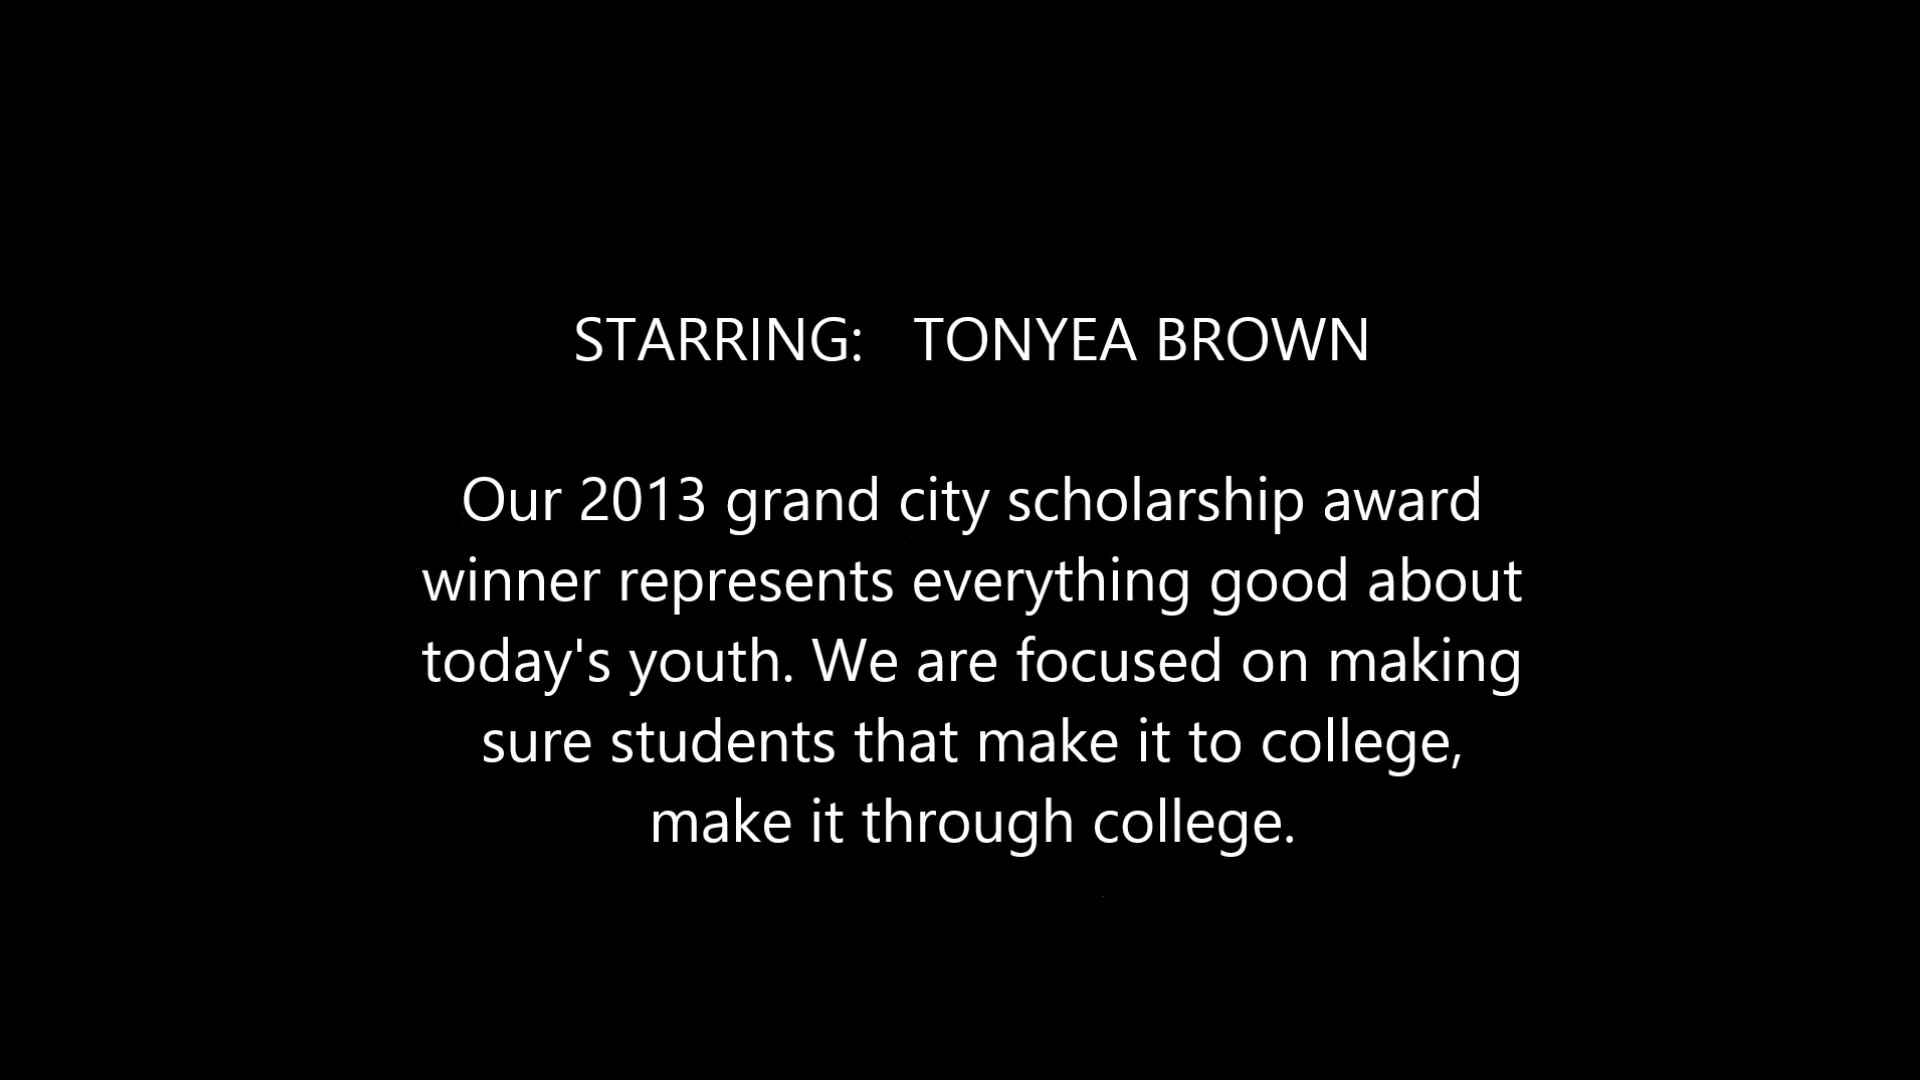 STARRING:   TONYEA BROWN
Our 2013 grand city scholarship award
winner represents everything good about
today's youth. We are focused on making
sure students that make it to college,
make it through college.